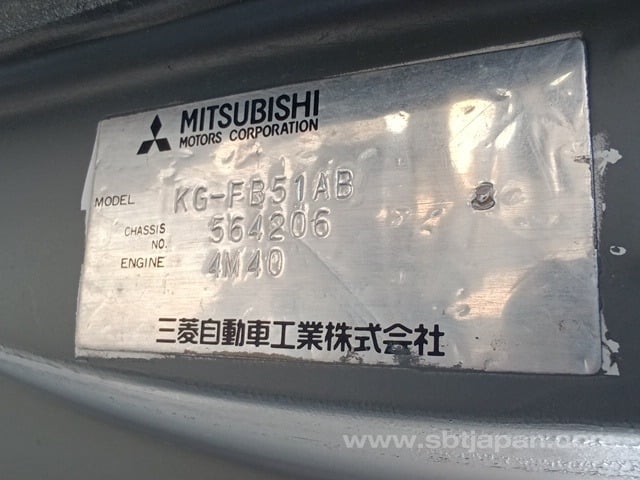 MITSUBISHI
MOTORS CORPORATION
MODEL KG-FB51AB
CHASSIS NO. 564206
ENGINE 4M40
三菱自動車工業株式会社
www.sbtjapan.com